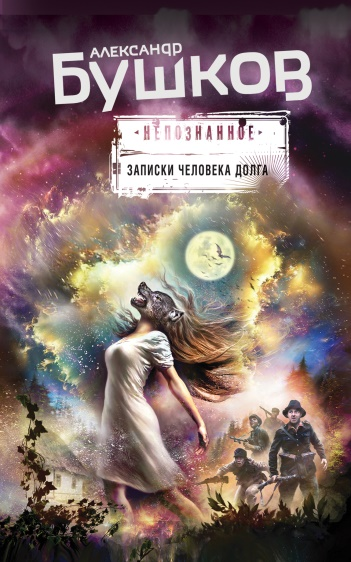 АЛЕКСАНДР
БУШКОВ
НЕПОЗНАННОЕ
ЗАПИСКИ ЧЕЛОВЕКА ДОЛГА